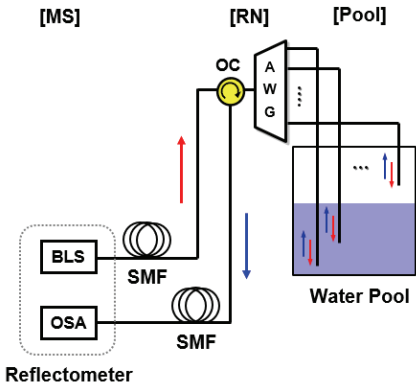 [MS] [RN] [Pool]
OC
A
W
G
BLS
SMF
OSA
SMF
Water Pool
Reflectometer